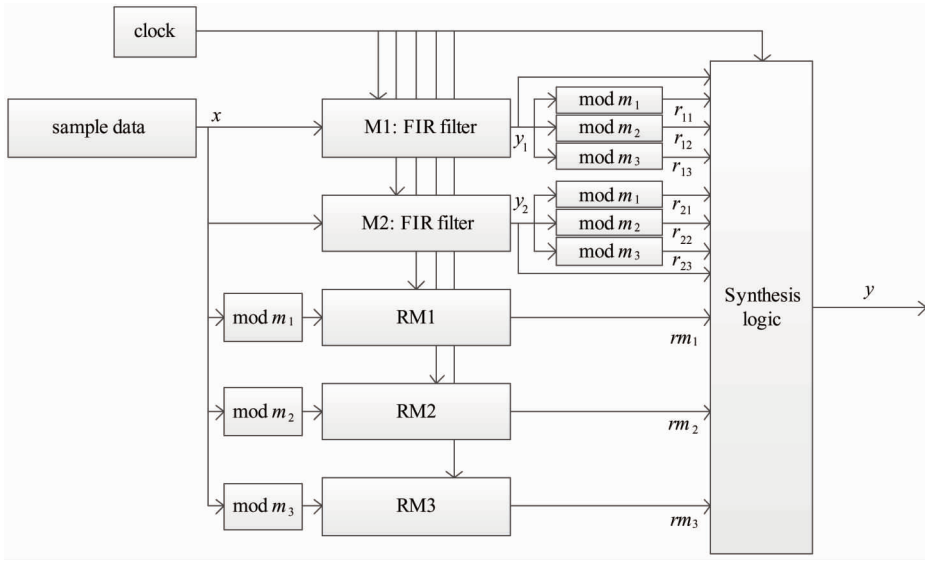 clock
sample data
x
M1: FIR filter
y₁
mod m₁
r₁₁
mod m₂
r₁₂
mod m₃
r₁₃
M2: FIR filter
y₂
mod m₁
r₂₁
mod m₂
r₂₂
mod m₃
r₂₃
Synthesis
logic
y
mod m₁
RM1
rm₁
mod m₂
RM2
rm₂
mod m₃
RM3
rm₃